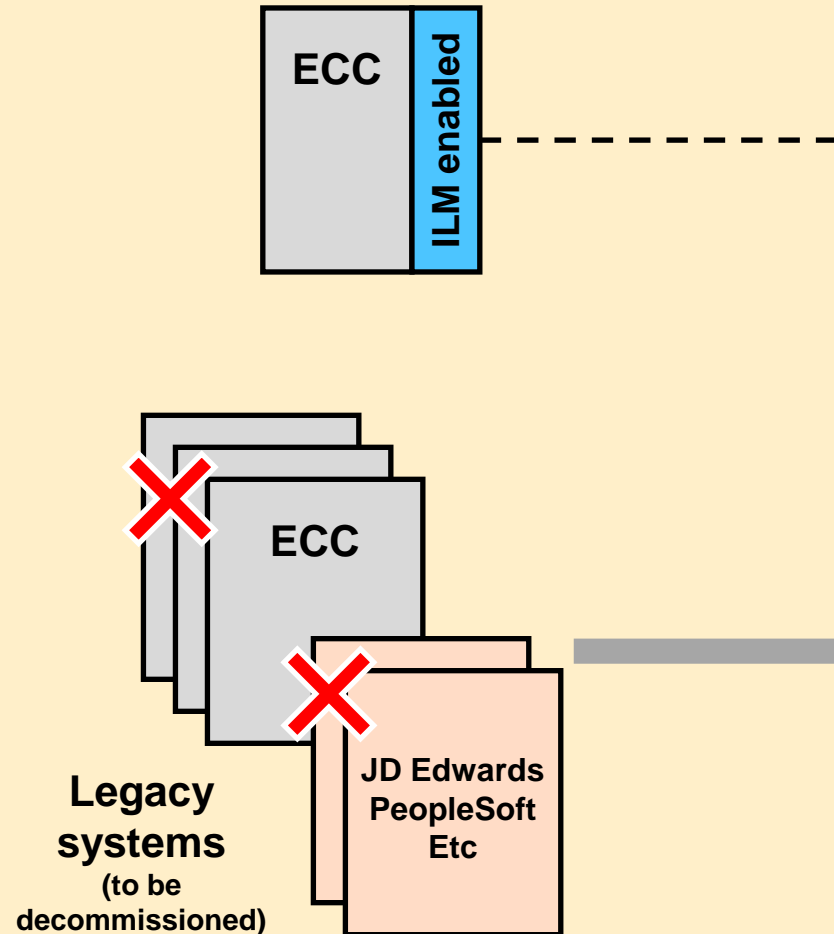 ECC
ILM enabled
ECC
JD Edwards
PeopleSoft
Etc
Legacy
systems
(to be
decommissioned)